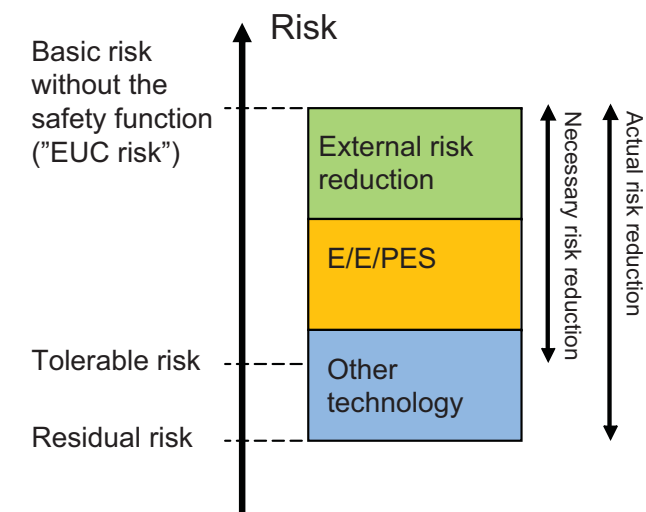 Risk
Basic risk
without the
safety function
(”EUC risk”)
External risk
reduction
E/E/PES
Other
technology
Tolerable risk
Residual risk
Necessary risk reduction
Actual risk reduction